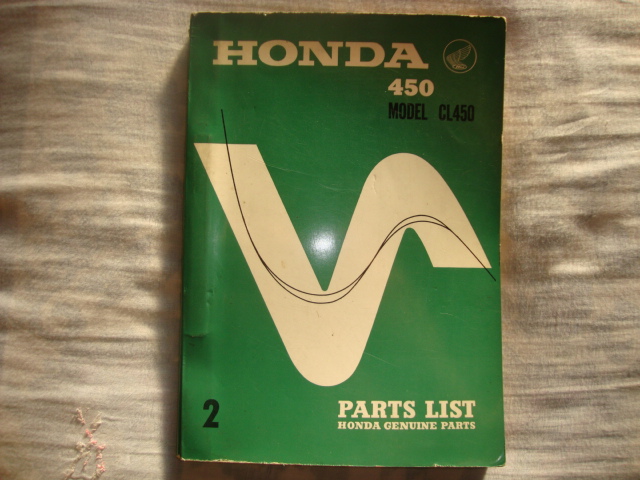 HONDA
450
MODEL CL450
2
PARTS LIST
HONDA GENUINE PARTS